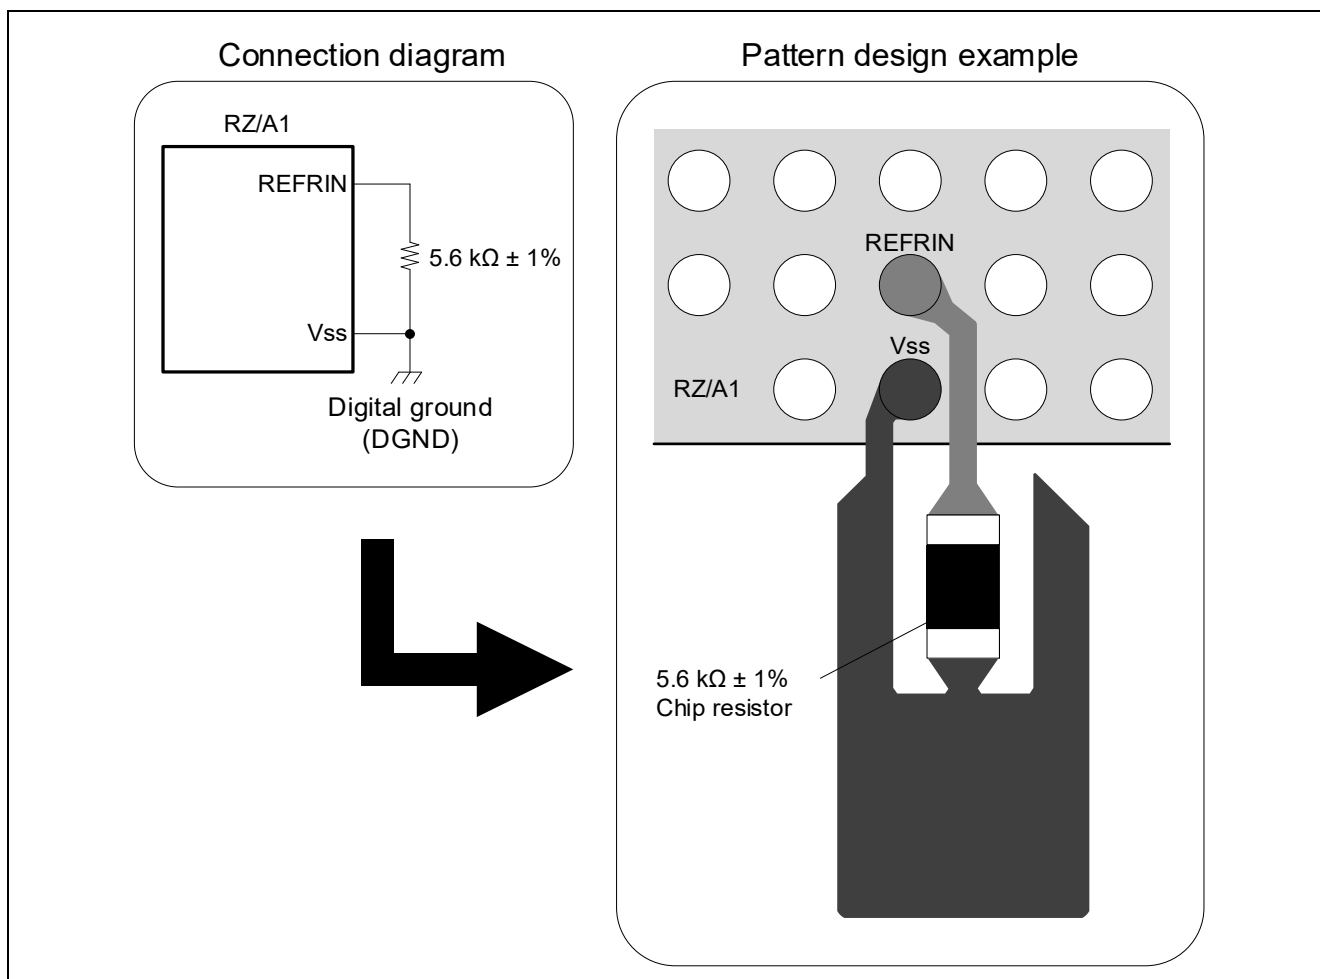 Connection diagram
RZ/A1
REFRIN
5.6 kΩ ± 1%
Vss
Digital ground
(DGND)
Pattern design example
REFRIN
Vss
RZ/A1
5.6 kΩ ± 1%
Chip resistor